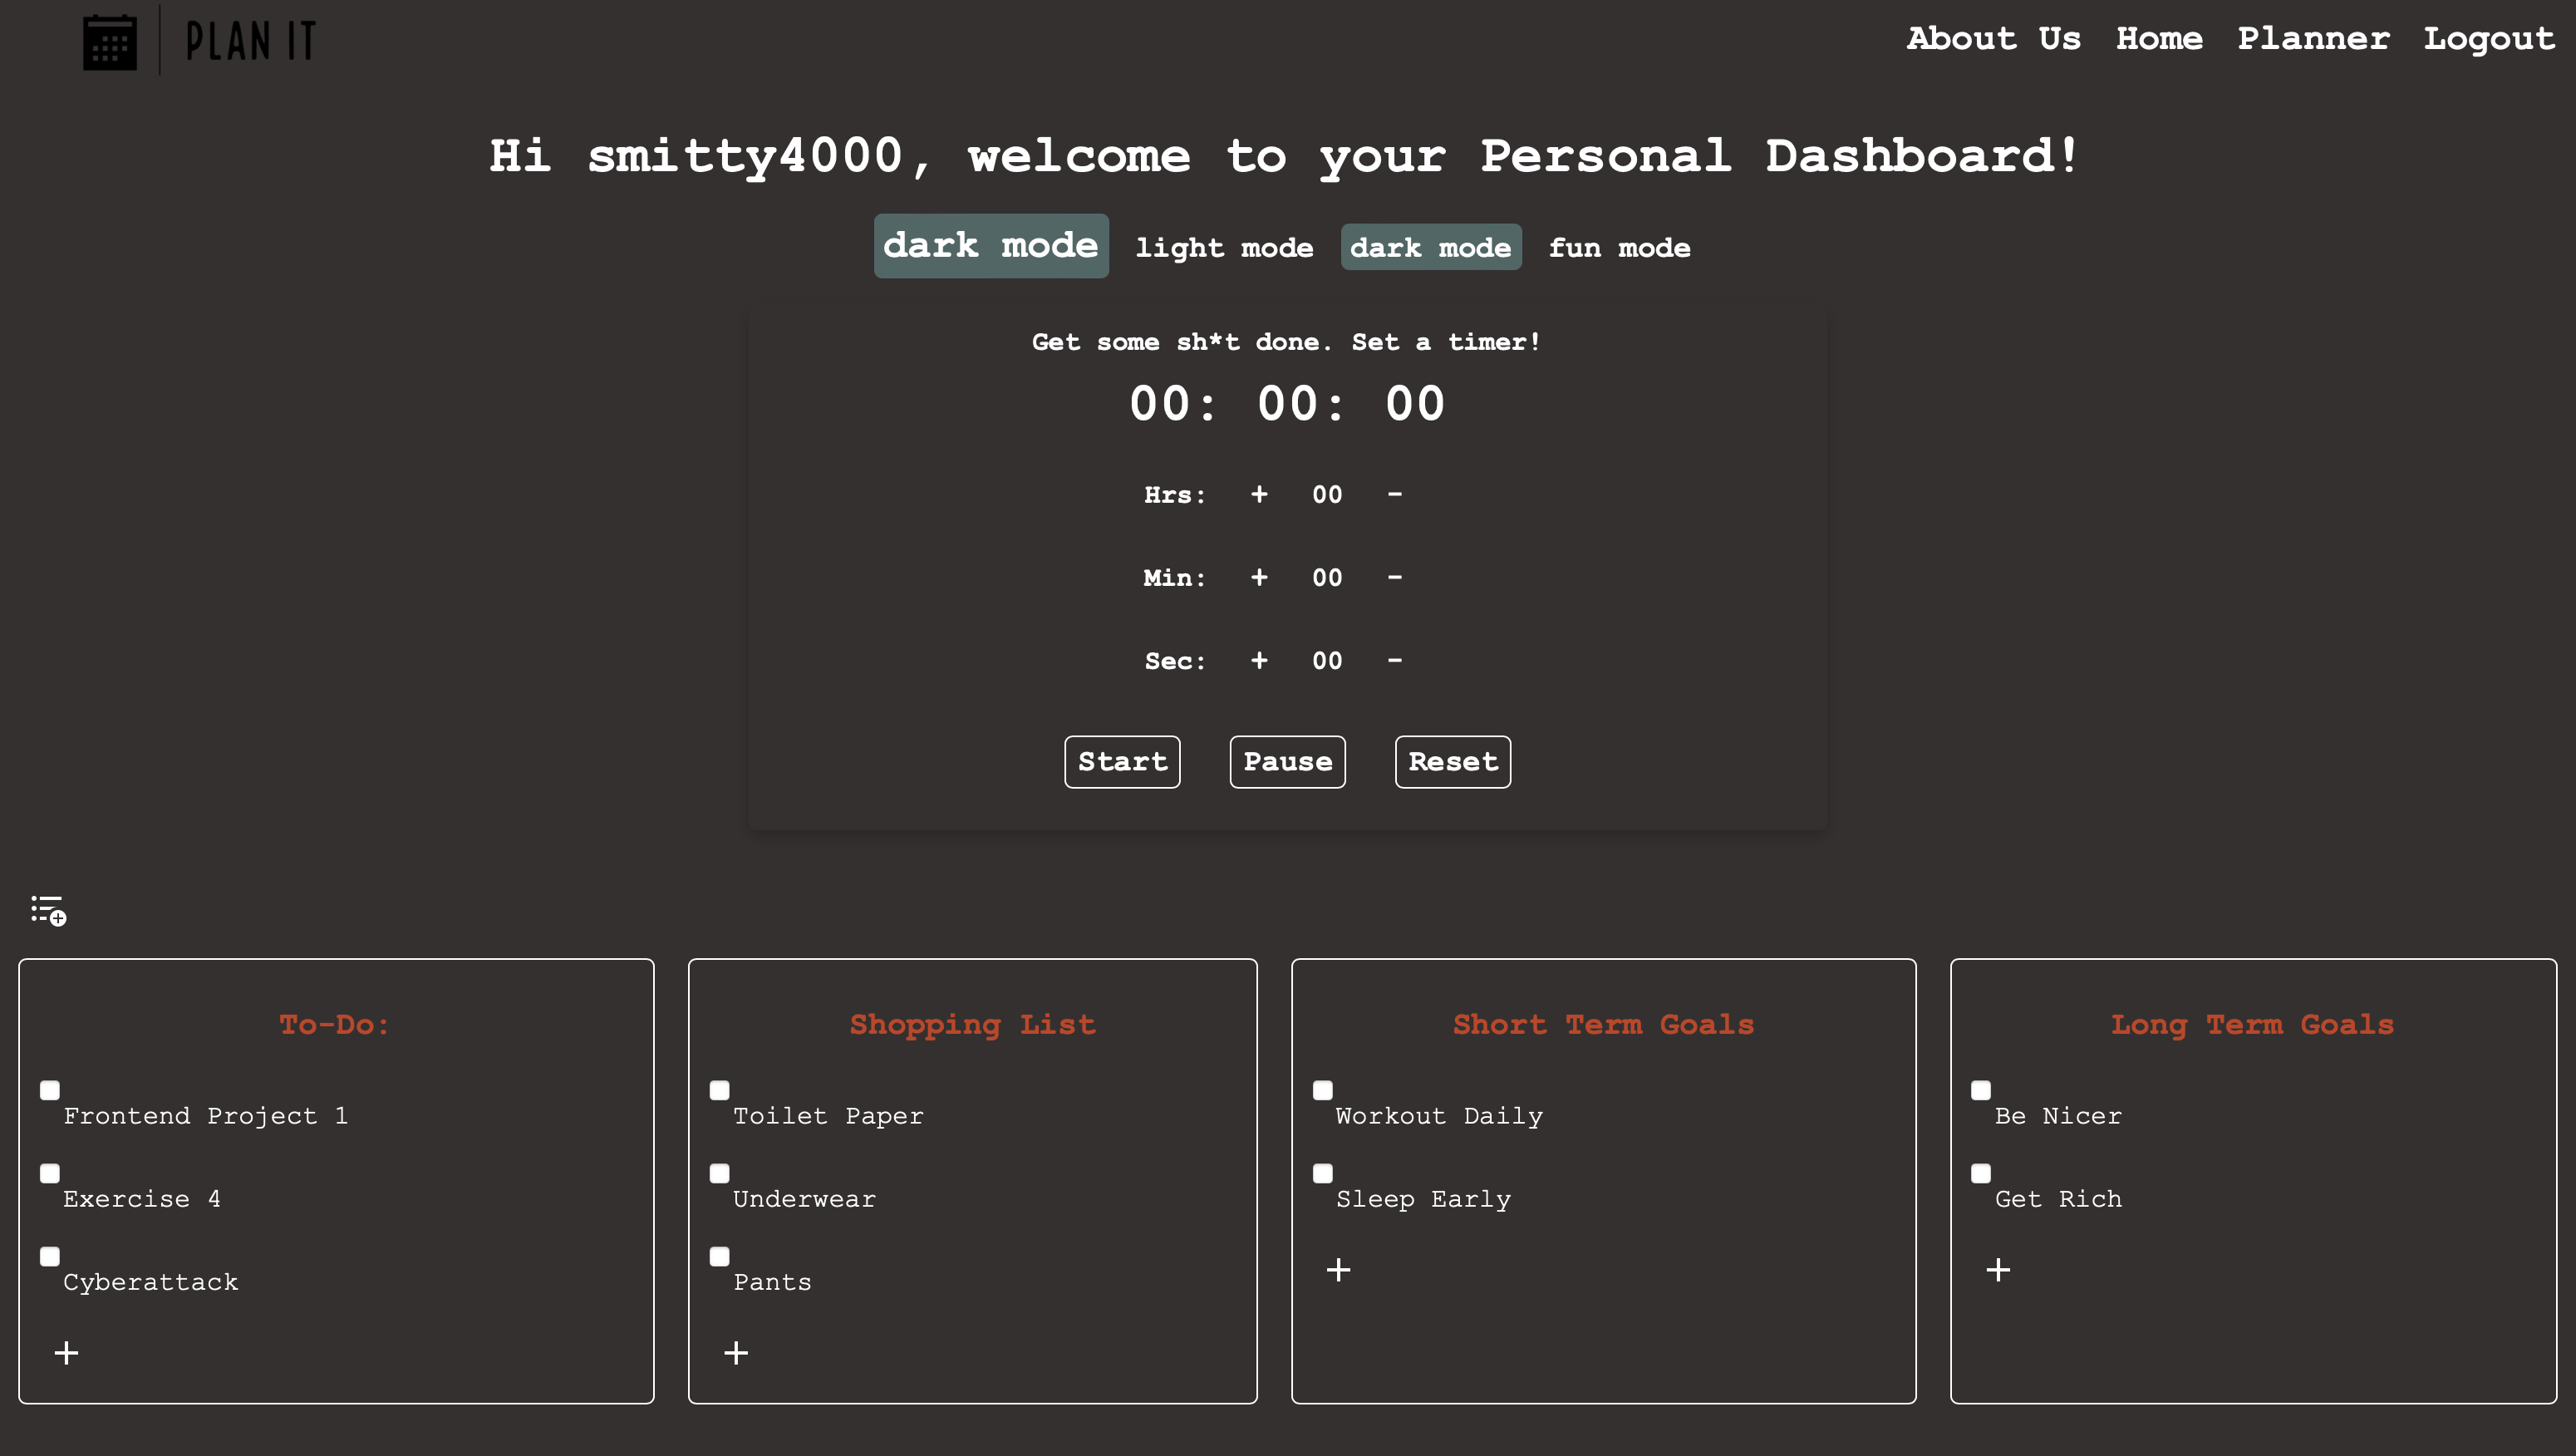 PLAN IT
About Us Home Planner Logout
Hi smitty4000, welcome to your Personal Dashboard!
dark mode light mode dark mode fun mode
Get some sh*t done. Set a timer!
00: 00: 00
Hrs: + 00 -
Min: + 00 -
Sec: + 00 -
Start Pause Reset
To-Do:
Frontend Project 1
Exercise 4
Cyberattack
+
Shopping List
Toilet Paper
Underwear
Pants
+
Short Term Goals
Workout Daily
Sleep Early
+
Long Term Goals
Be Nicer
Get Rich
+